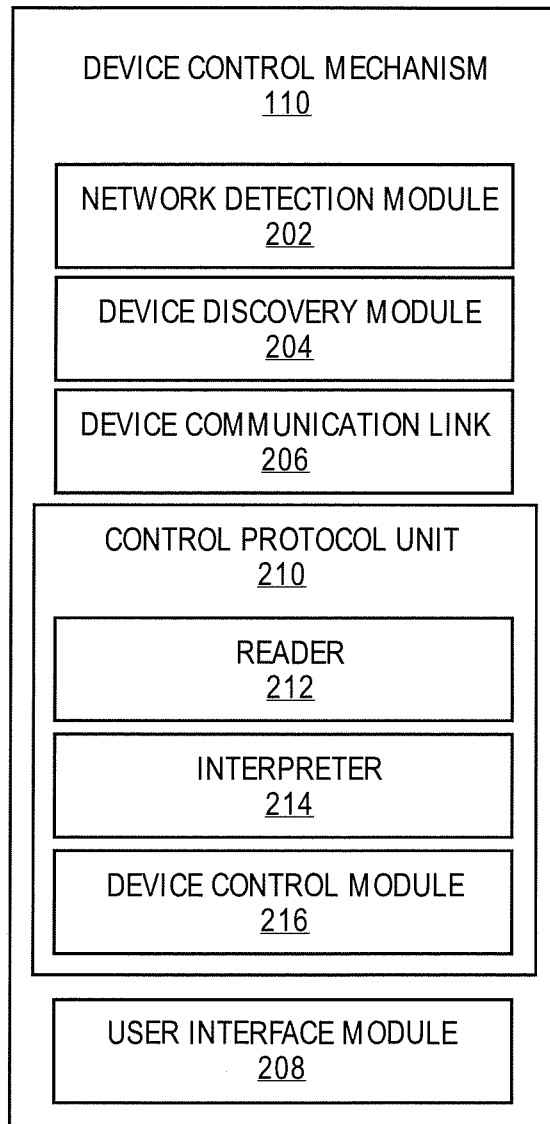 DEVICE CONTROL MECHANISM
110
NETWORK DETECTION MODULE
202
DEVICE DISCOVERY MODULE
204
DEVICE COMMUNICATION LINK
206
CONTROL PROTOCOL UNIT
210
READER
212
INTERPRETER
214
DEVICE CONTROL MODULE
216
USER INTERFACE MODULE
208